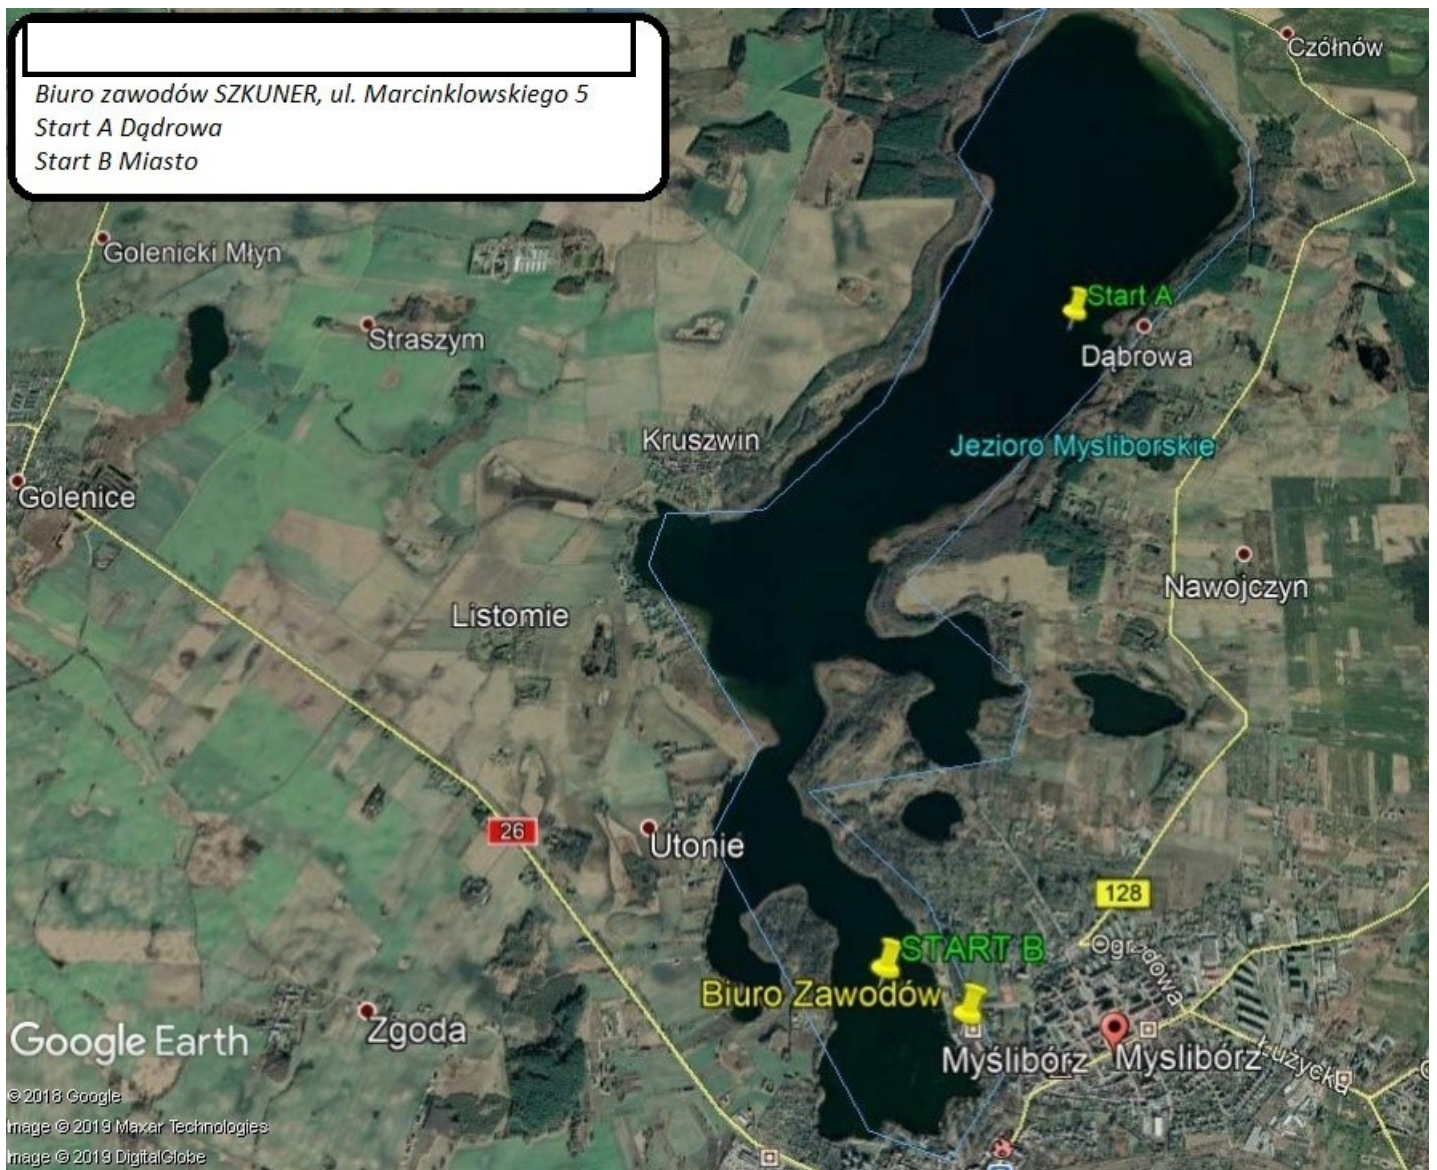 Biuro zawodów SZKUNER, ul. Marcinklowskiego 5
Start A Dądrowa
Start B Miasto
Czółnów
Golenicki Młyn
Start A
Straszym
Dąbrowa
Kruszwin
Jezioro Mysliborskie
Golenice
Nawojczyn
Listomie
26
Utonie
128
START B
Ogrodowa
Biuro Zawodów
Zgoda
Google Earth
Myślibórz
Myslibórz
Łużycka
© 2018 Google
Image © 2019 Maxar Technologies
Image © 2019 DigitalGlobe